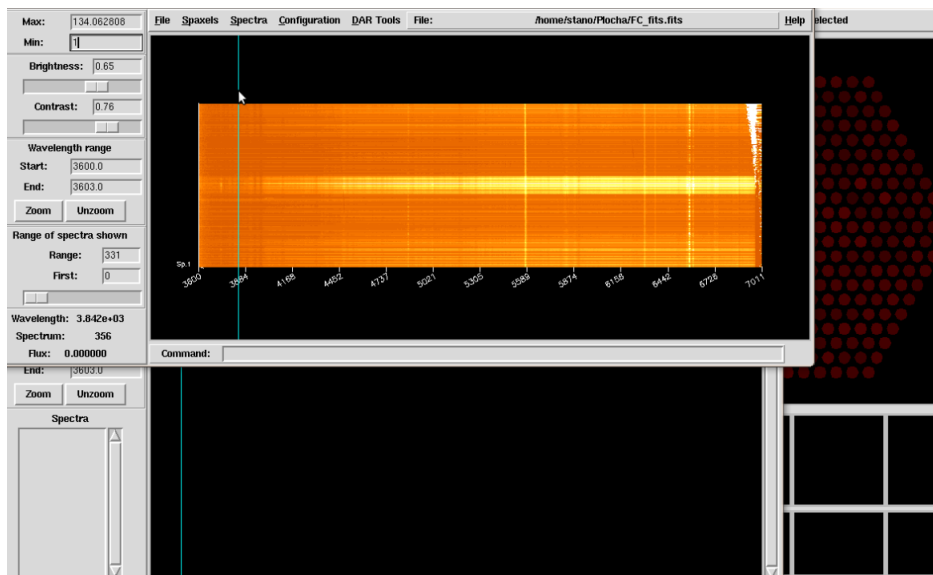 Max: 134.062808
Min: 1
Brightness: 0.65
Contrast: 0.76
Wavelength range
Start: 3600.0
End: 3603.0
Zoom Unzoom
Range of spectra shown
Range: 331
First: 0
Wavelength: 3.842e+03
Spectrum: 356
Flux: 0.000000
File Spaxels Spectra Configuration DAR Tools File: /home/stano/Plocha/FC_fits.fits Help
elected
Sp.1
3600 3884 4168 4452 4737 5021 5305 5589 5874 6158 6442 6726 7011
Command:
End: 3603.0
Zoom Unzoom
Spectra